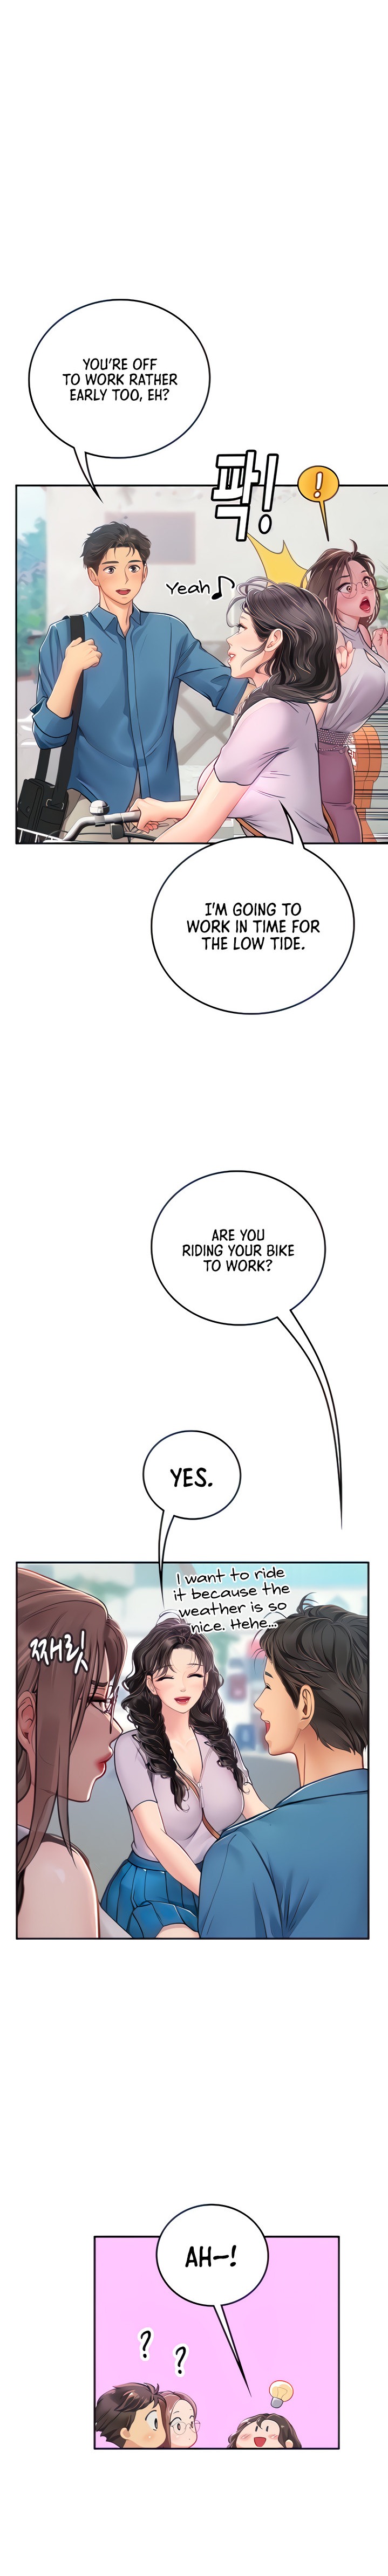 YOU'RE OFF
TO WORK RATHER
EARLY TOO, EH?
팍!
!
Yeah♪
I'M GOING TO
WORK IN TIME FOR
THE LOW TIDE.
ARE YOU
RIDING YOUR BIKE
TO WORK?
YES.
I want to ride
it because the
weather is so
nice. Hehe...
째릿
AH~!
?
?